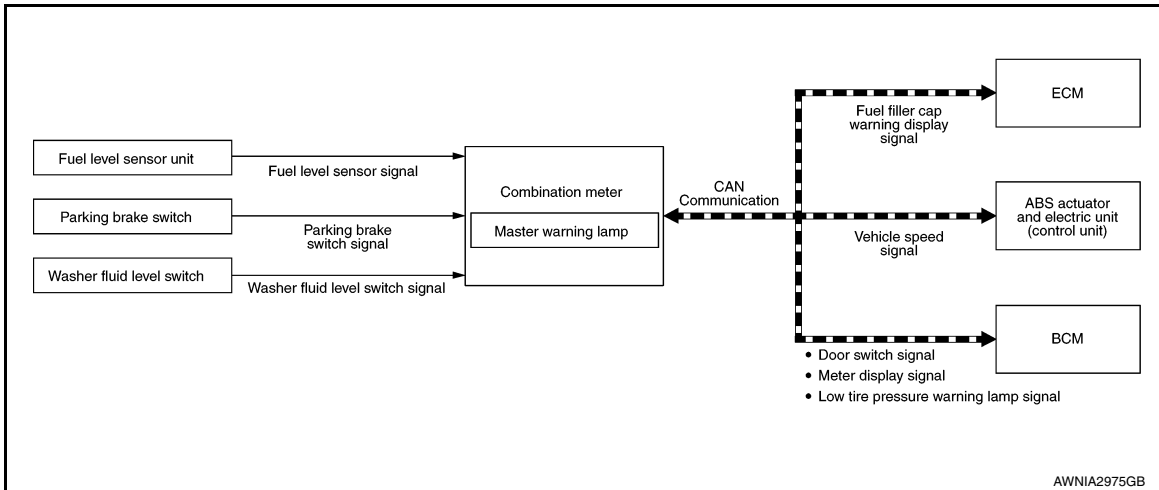 Fuel level sensor unit
Fuel level sensor signal
Parking brake switch
Parking brake
switch signal
Washer fluid level switch
Washer fluid level switch signal
Combination meter
Master warning lamp
CAN
Communication
Fuel filler cap
warning display
signal
ECM
Vehicle speed
signal
ABS actuator
and electric unit
(control unit)
BCM
• Door switch signal
• Meter display signal
• Low tire pressure warning lamp signal
AWNIA2975GB